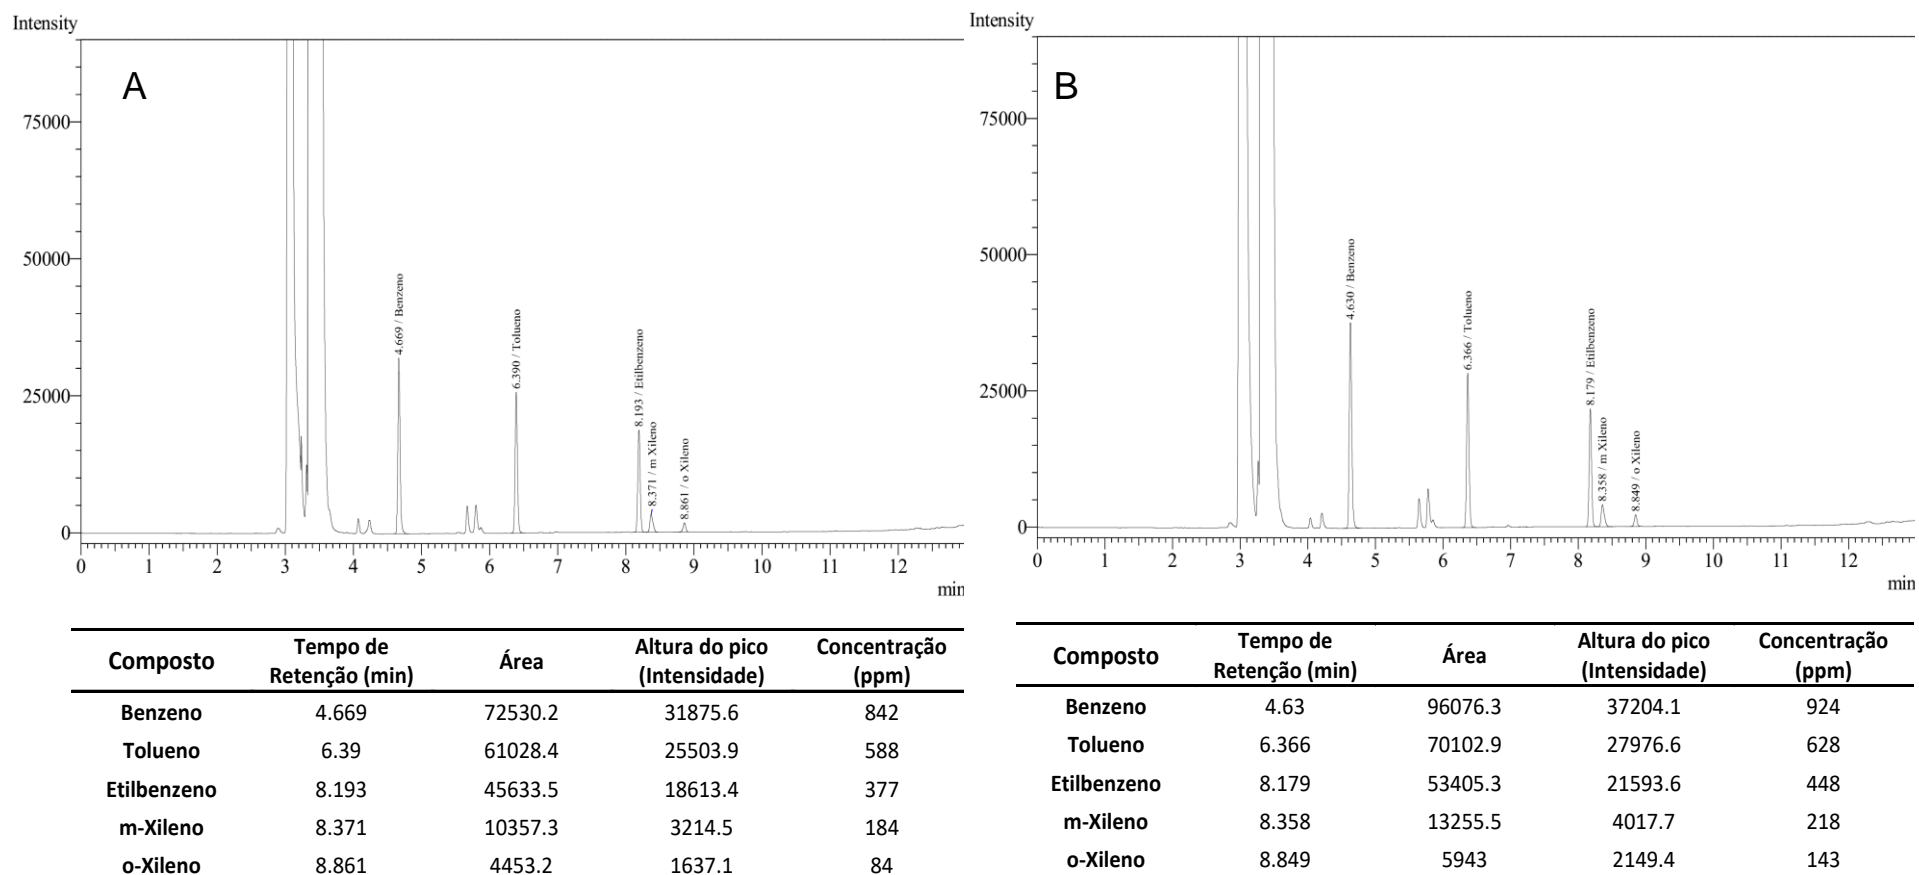 Intensity
A
75000
50000
25000
0
4.669 / Benzeno
6.390 / Tolueno
8.193 / Etilbenzeno
8.371 / m Xileno
8.861 / o Xileno
0 1 2 3 4 5 6 7 8 9 10 11 12
min
Composto Tempo de Retenção (min) Área Altura do pico (Intensidade) Concentração (ppm)
Benzeno 4.669 72530.2 31875.6 842
Tolueno 6.39 61028.4 25503.9 588
Etilbenzeno 8.193 45633.5 18613.4 377
m-Xileno 8.371 10357.3 3214.5 184
o-Xileno 8.861 4453.2 1637.1 84
Intensity
B
75000
50000
25000
0
4.630 / Benzeno
6.366 / Tolueno
8.179 / Etilbenzeno
8.358 / m Xileno
8.849 / o Xileno
0 1 2 3 4 5 6 7 8 9 10 11 12
min
Composto Tempo de Retenção (min) Área Altura do pico (Intensidade) Concentração (ppm)
Benzeno 4.63 96076.3 37204.1 924
Tolueno 6.366 70102.9 27976.6 628
Etilbenzeno 8.179 53405.3 21593.6 448
m-Xileno 8.358 13255.5 4017.7 218
o-Xileno 8.849 5943 2149.4 143